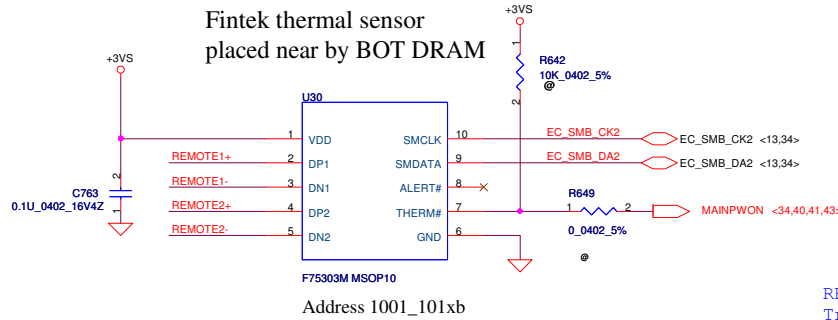 Fintek thermal sensor
placed near by BOT DRAM
+3VS
+3VS
1
R642
10K_0402_5%
@
2
U30
1 VDD
SMCLK 10
EC_SMB_CK2
EC_SMB_CK2 <13,34>
REMOTE1+
2 DP1
SMDATA 9
EC_SMB_DA2
EC_SMB_DA2 <13,34>
REMOTE1-
3 DN1
ALERT# 8
REMOTE2+
4 DP2
THERM# 7
R649
1 2
MAINPWON <34,40,41,43>
0_0402_5%
@
REMOTE2-
5 DN2
GND 6
2
C763
0.1U_0402_16V4Z
1
F75303M MSOP10
Address 1001_101xb